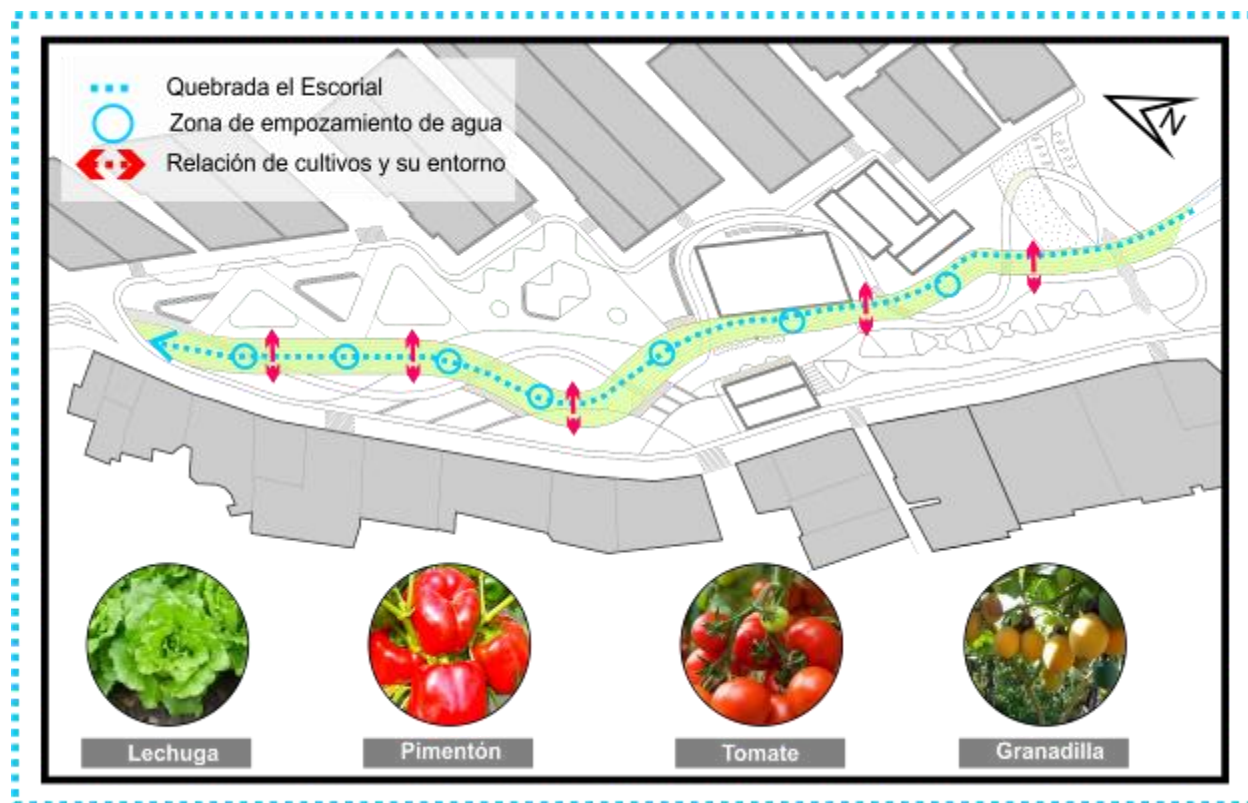 Quebrada el Escorial
Zona de empozamiento de agua
Relación de cultivos y su entorno
N
Lechuga
Pimentón
Tomate
Granadilla